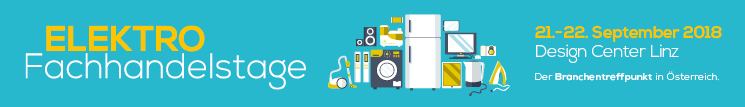 ELEKTRO
Fachhandelstage
21.-22. September 2018
Design Center Linz
Der Branchentreffpunkt in Österreich.